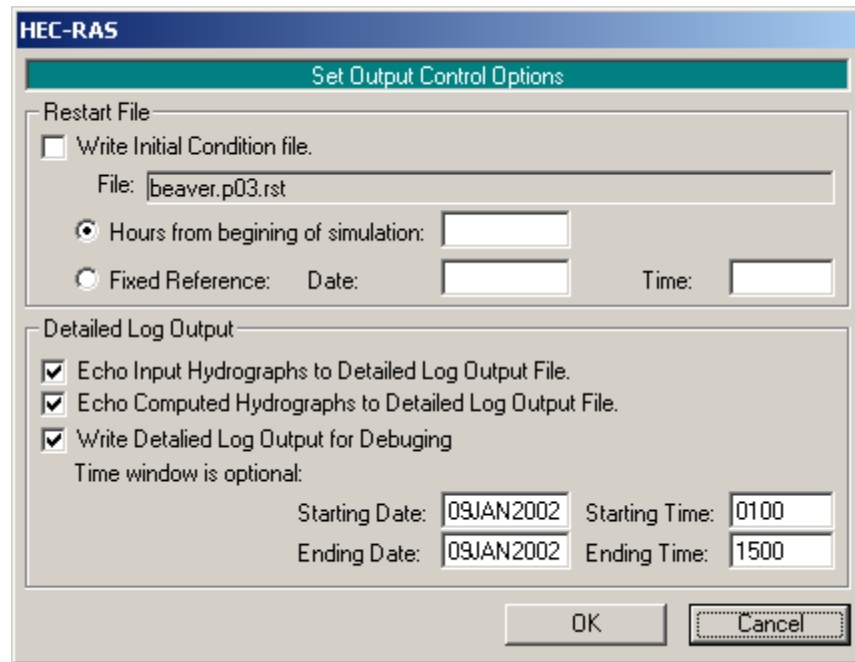 HEC-RAS
Set Output Control Options
Restart File
Write Initial Condition file.
File: beaver.p03.rst
Hours from begining of simulation:
Fixed Reference: Date: Time:
Detailed Log Output
Echo Input Hydrographs to Detailed Log Output File.
Echo Computed Hydrographs to Detailed Log Output File.
Write Detalied Log Output for Debuging
Time window is optional:
Starting Date: 09JAN2002 Starting Time: 0100
Ending Date: 09JAN2002 Ending Time: 1500
OK Cancel